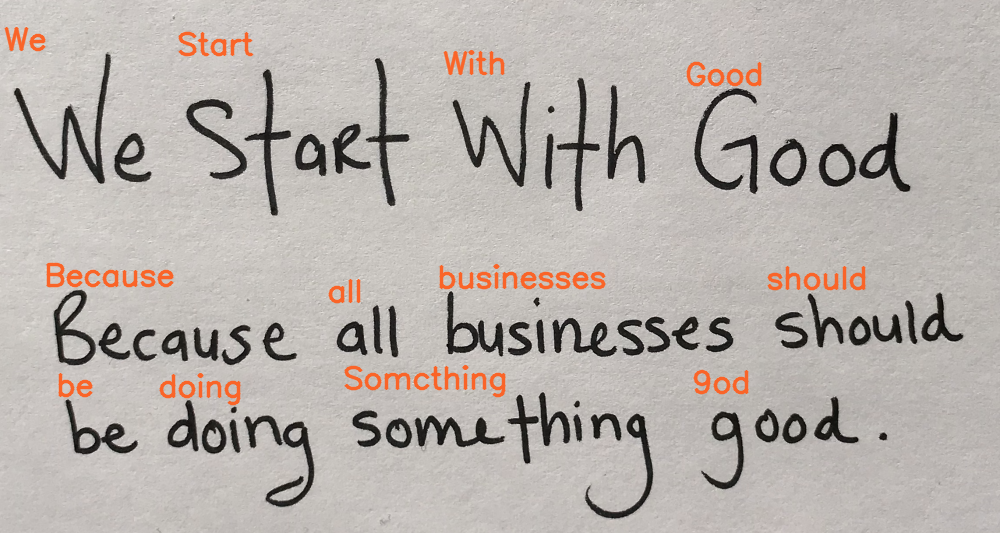 We Start With Good
We Start With Good
Because all businesses should
Because all businesses should
be doing Somcthing 9od
be doing something good.